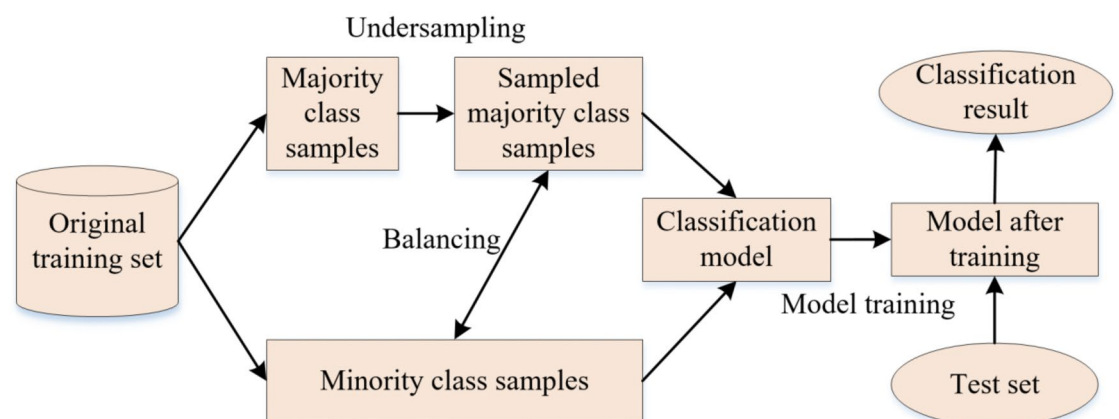 Undersampling
Majority
class
samples
Sampled
majority class
samples
Classification
result
Original
training set
Balancing
Classification
model
Model after
training
Model training
Minority class samples
Test set